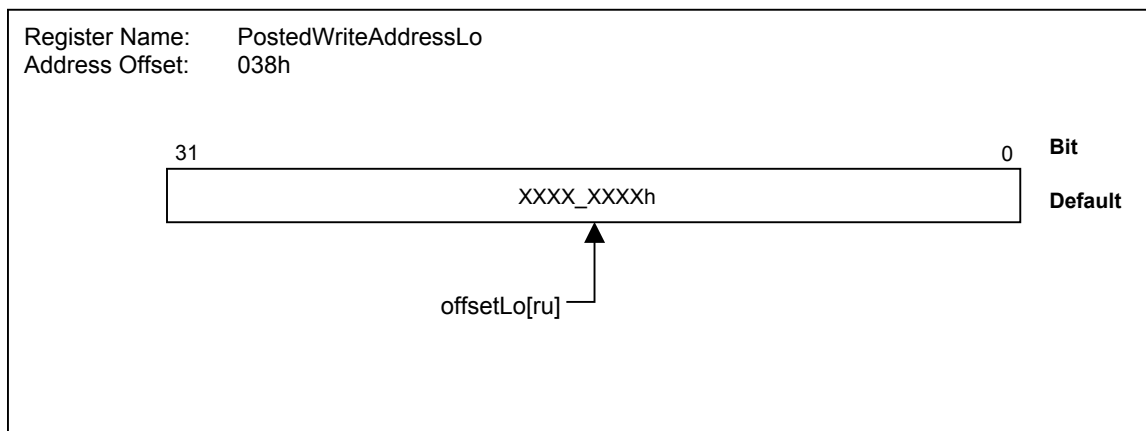 Register Name: PostedWriteAddressLo
Address Offset: 038h
31 0 Bit
XXXX_XXXXh Default
offsetLo[ru]